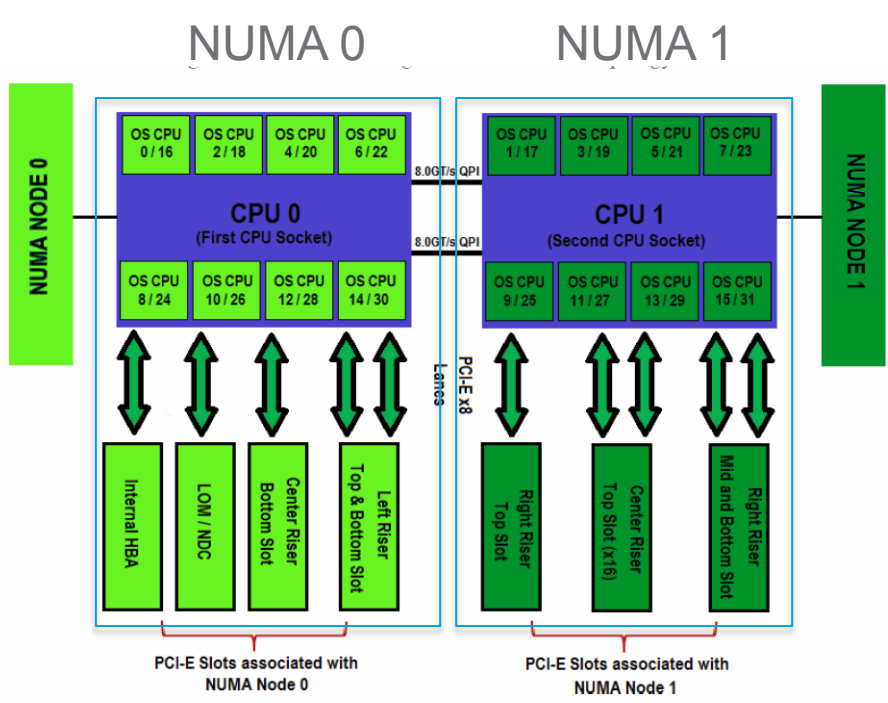 NUMA 0
NUMA 1
NUMA NODE 0
OS CPU
0 / 16
OS CPU
2 / 18
OS CPU
4 / 20
OS CPU
6 / 22
CPU 0
(First CPU Socket)
OS CPU
8 / 24
OS CPU
10 / 26
OS CPU
12 / 28
OS CPU
14 / 30
8.0GT/s QPI
8.0GT/s QPI
OS CPU
1 / 17
OS CPU
3 / 19
OS CPU
5 / 21
OS CPU
7 / 23
CPU 1
(Second CPU Socket)
OS CPU
9 / 25
OS CPU
11 / 27
OS CPU
13 / 29
OS CPU
15 / 31
NUMA NODE 1
PCI-E x8
Lanes
Internal HBA
LOM / NDC
Center Riser
Bottom Slot
Left Riser
Top & Bottom Slot
Right Riser
Top Slot
Center Riser
Top Slot (x16)
Right Riser
Mid and Bottom Slot
PCI-E Slots associated with
NUMA Node 0
PCI-E Slots associated with
NUMA Node 1